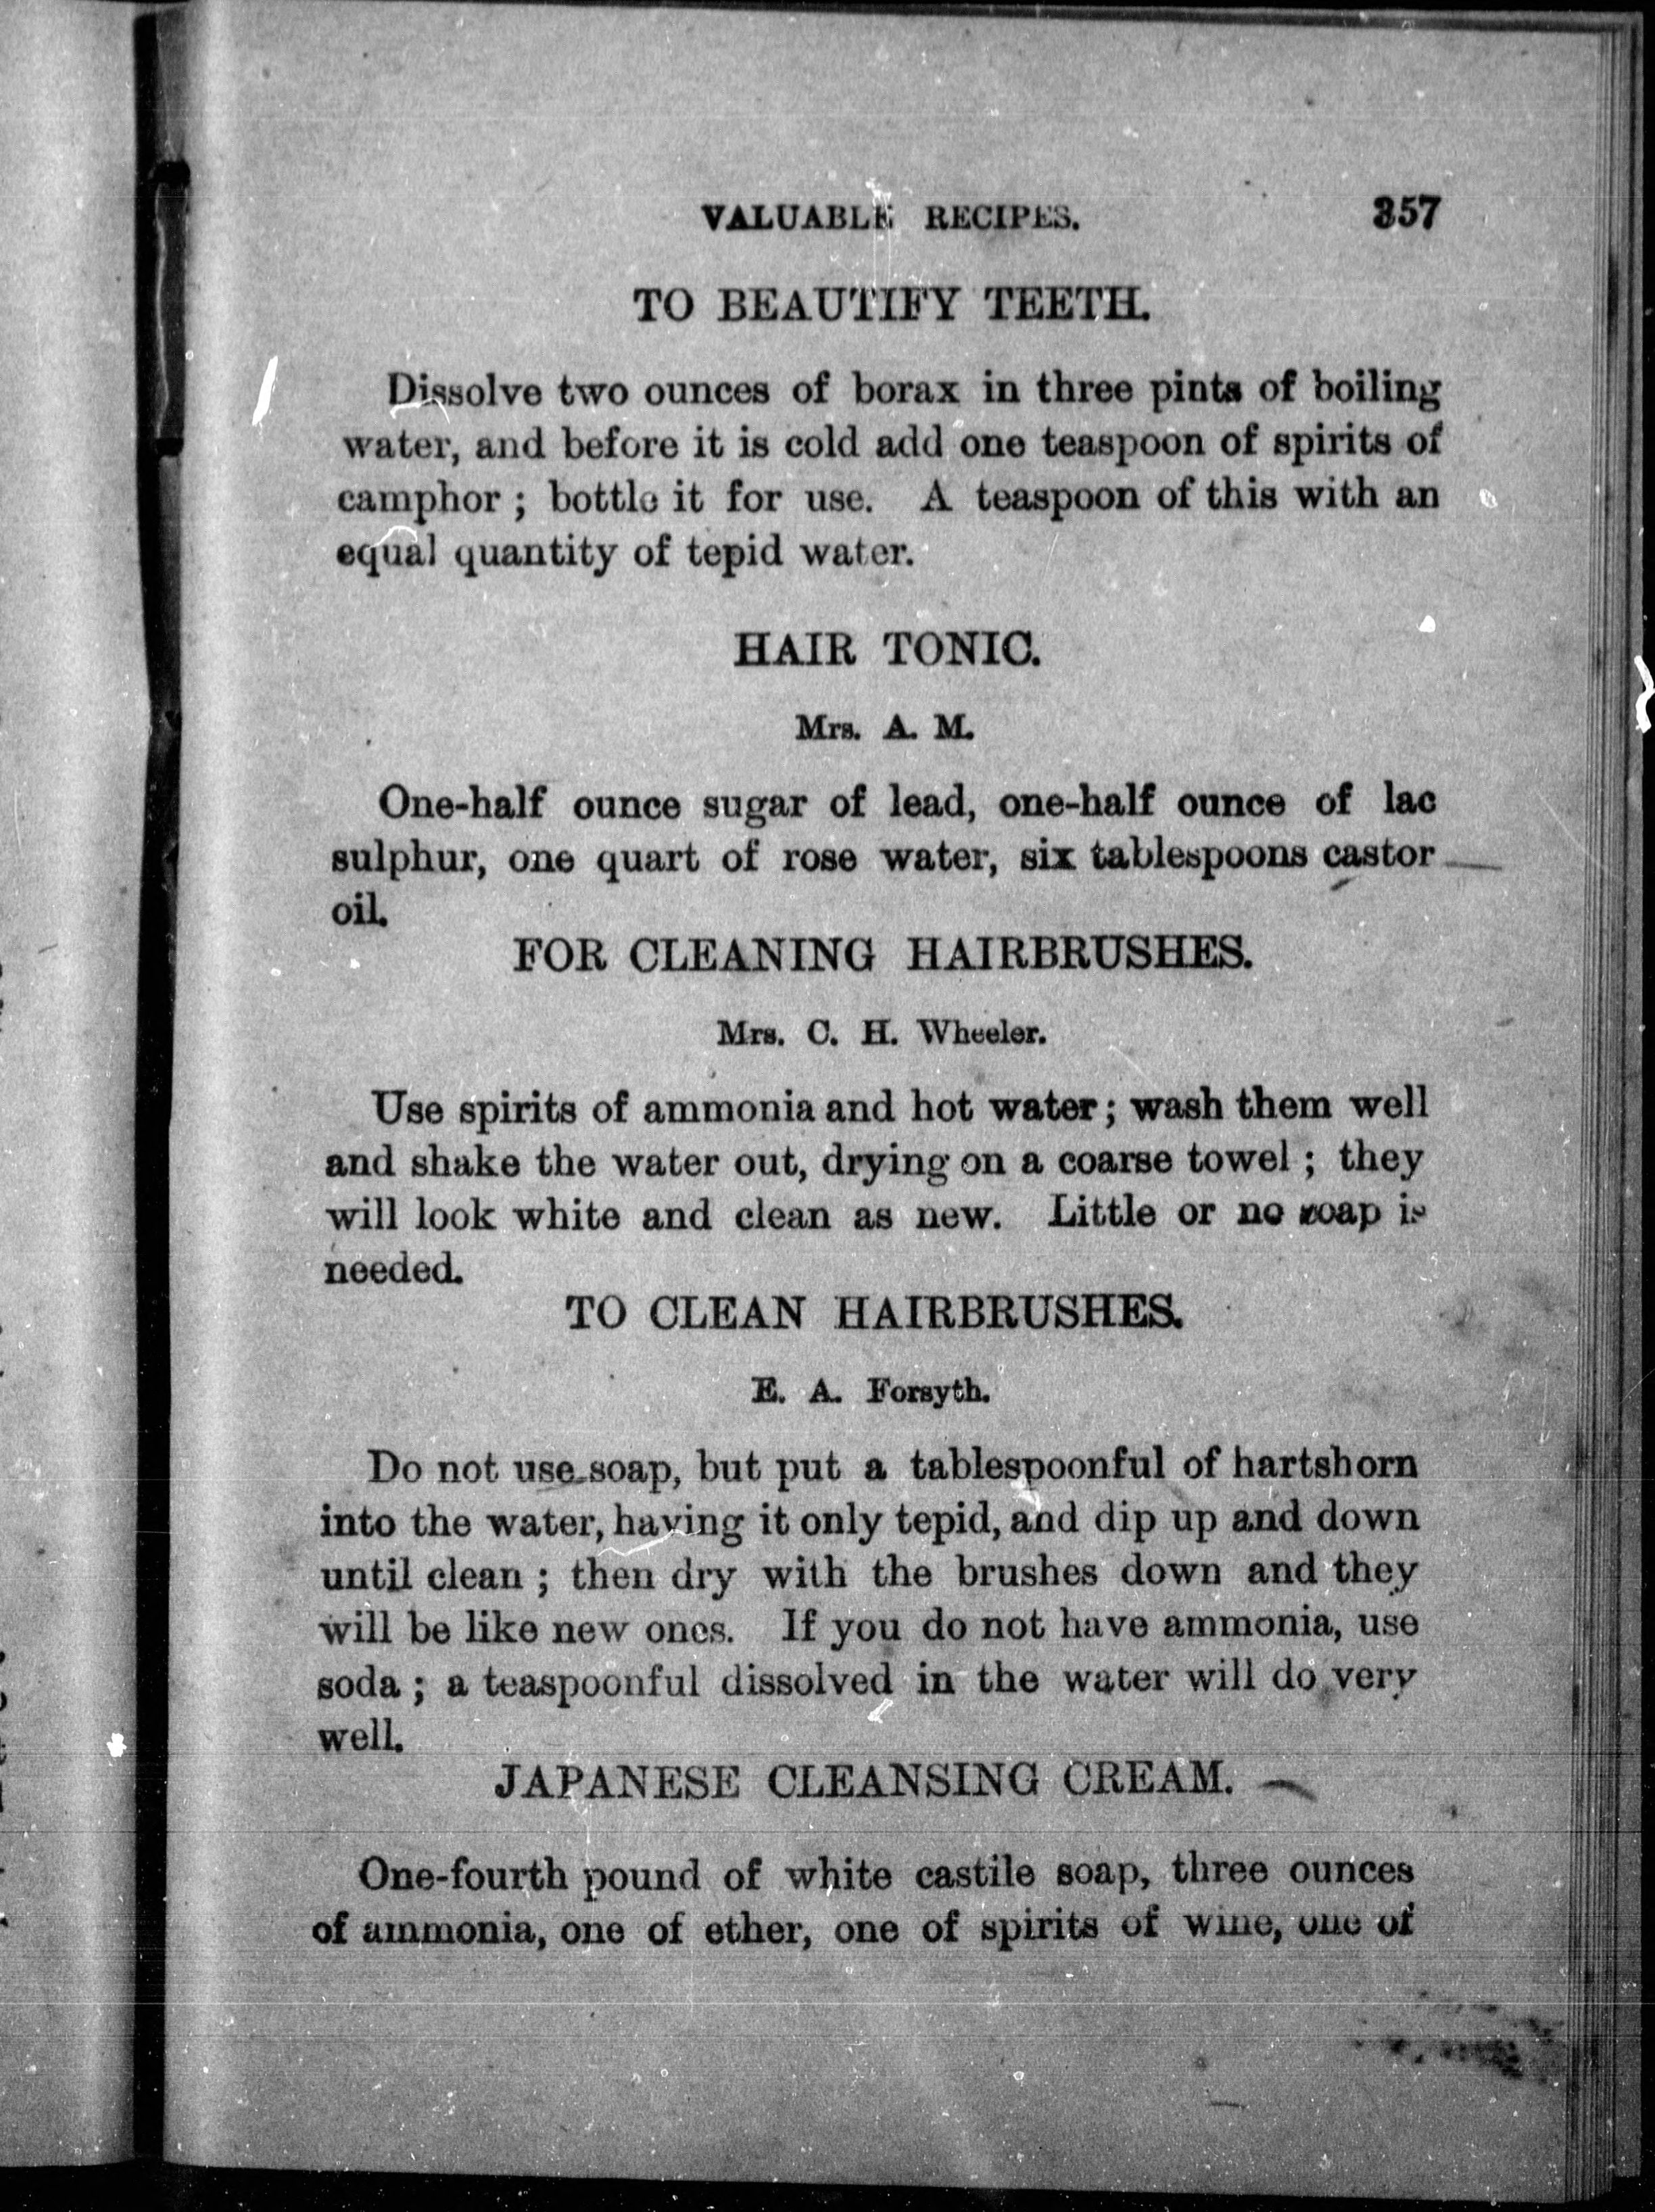 VALUABLE RECIPES. 357
TO BEAUTIFY TEETH.
Dissolve two ounces of borax in three pints of boiling
water, and before it is cold add one teaspoon of spirits of
camphor ; bottle it for use. A teaspoon of this with an
equal quantity of tepid water.
HAIR TONIC.
Mrs. A. M.
One-half ounce sugar of lead, one-half ounce of lac
sulphur, one quart of rose water, six tablespoons castor
oil.
FOR CLEANING HAIRBRUSHES.
Mrs. C. H. Wheeler.
Use spirits of ammonia and hot water ; wash them well
and shake the water out, drying on a coarse towel ; they
will look white and clean as new. Little or no soap is
needed.
TO CLEAN HAIRBRUSHES.
E. A. Forsyth.
Do not use soap, but put a tablespoonful of hartshorn
into the water, having it only tepid, and dip up and down
until clean ; then dry with the brushes down and they
will be like new ones. If you do not have ammonia, use
soda ; a teaspoonful dissolved in the water will do very
well.
JAPANESE CLEANSING CREAM.
One-fourth pound of white castile soap, three ounces
of ammonia, one of ether, one of spirits of wine, one of